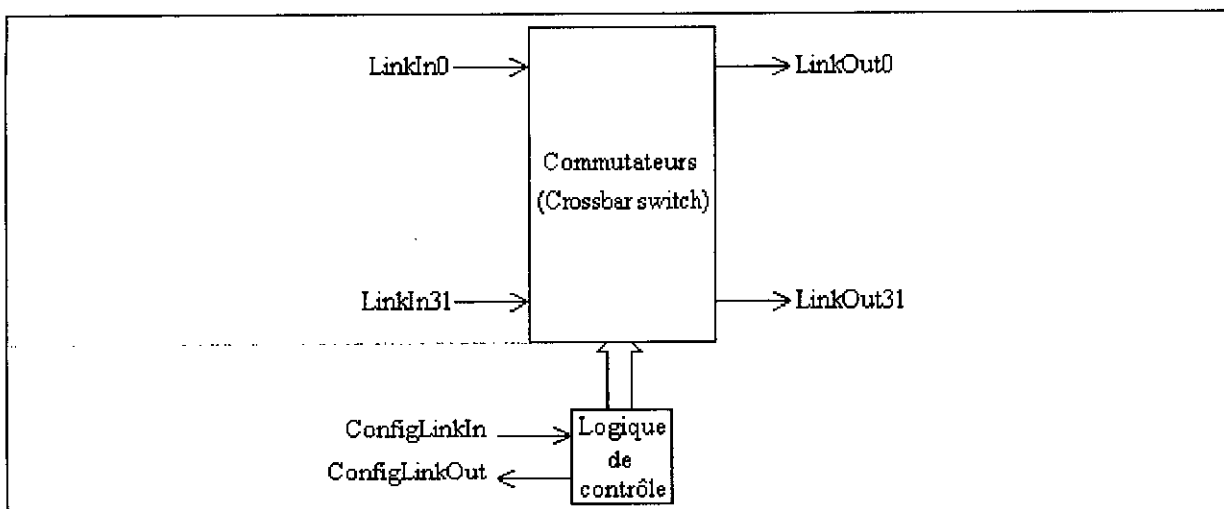 LinkIn0
LinkOut0
Commutateurs
(Crossbar switch)
LinkIn31
LinkOut31
ConfigLinkIn
ConfigLinkOut
Logique
de
contrôle